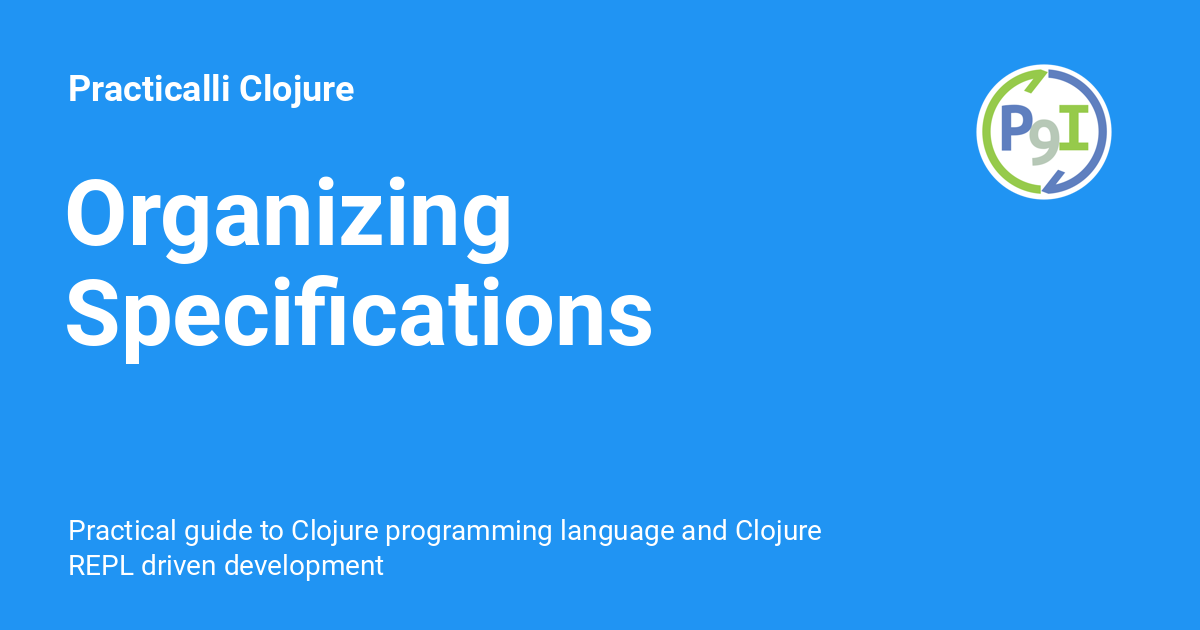 Practicalli Clojure
P9I
Organizing
Specifications
Practical guide to Clojure programming language and Clojure
REPL driven development